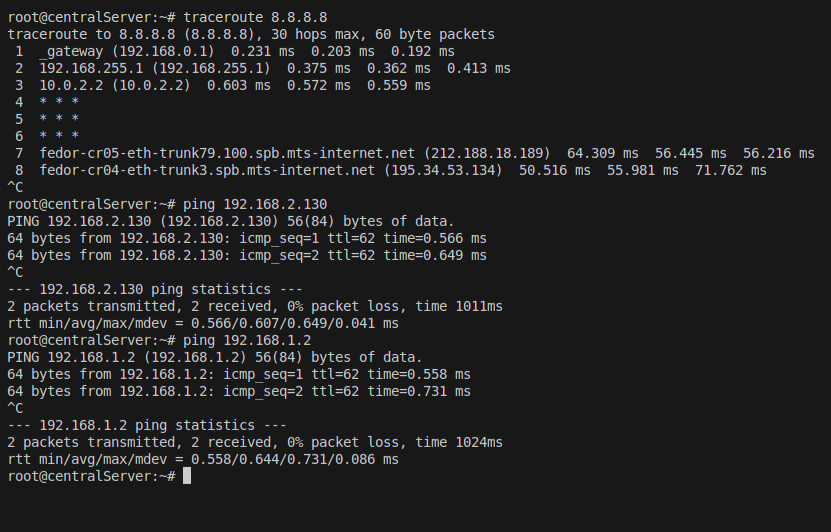 root@centralServer:~# traceroute 8.8.8.8
traceroute to 8.8.8.8 (8.8.8.8), 30 hops max, 60 byte packets
 1  _gateway (192.168.0.1)  0.231 ms  0.203 ms  0.192 ms
 2  192.168.255.1 (192.168.255.1)  0.375 ms  0.362 ms  0.413 ms
 3  10.0.2.2 (10.0.2.2)  0.603 ms  0.572 ms  0.559 ms
 4  * * *
 5  * * *
 6  * * *
 7  fedor-cr05-eth-trunk79.100.spb.mts-internet.net (212.188.18.189)  64.309 ms  56.445 ms  56.216 ms
 8  fedor-cr04-eth-trunk3.spb.mts-internet.net (195.34.53.134)  50.516 ms  55.981 ms  71.762 ms
^C
root@centralServer:~# ping 192.168.2.130
PING 192.168.2.130 (192.168.2.130) 56(84) bytes of data.
64 bytes from 192.168.2.130: icmp_seq=1 ttl=62 time=0.566 ms
64 bytes from 192.168.2.130: icmp_seq=2 ttl=62 time=0.649 ms
^C
--- 192.168.2.130 ping statistics ---
2 packets transmitted, 2 received, 0% packet loss, time 1011ms
rtt min/avg/max/mdev = 0.566/0.607/0.649/0.041 ms
root@centralServer:~# ping 192.168.1.2
PING 192.168.1.2 (192.168.1.2) 56(84) bytes of data.
64 bytes from 192.168.1.2: icmp_seq=1 ttl=62 time=0.558 ms
64 bytes from 192.168.1.2: icmp_seq=2 ttl=62 time=0.731 ms
^C
--- 192.168.1.2 ping statistics ---
2 packets transmitted, 2 received, 0% packet loss, time 1024ms
rtt min/avg/max/mdev = 0.558/0.644/0.731/0.086 ms
root@centralServer:~#